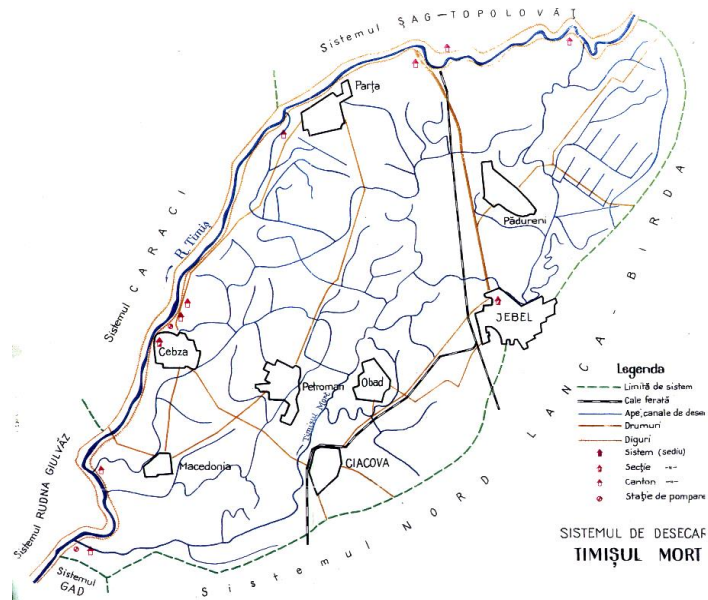 Sistemul ŞAG-TOPOLOVĂŢ
Parţa
Sistemul CARACI
R. Timiş
Pădureni
Sistemul NORD LANCA-BIRDA
JEBEL
Cebza
Petroman
Obad
Timişul Mort
Macedonia
CIACOVA
Sistemul RUDNA GIULVĂZ
Sistemul
GAD
Legenda
Limită de sistem
Cale ferată
Ape, canale de desec
Drumuri
Diguri
Sistem (sediu)
Secţie -"-
Canton -"-
Staţie de pompare
SISTEMUL DE DESECAR
TIMIŞUL MORT